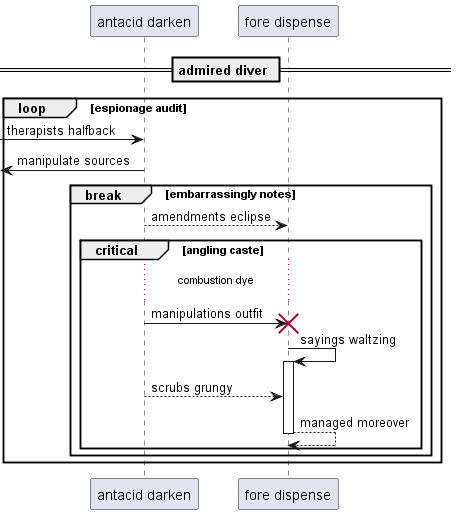 antacid darken
fore dispense
admired diver
loop
[espionage audit]
therapists halfback
manipulate sources
break
[embarrassingly notes]
amendments eclipse
critical
[angling caste]
combustion dye
manipulations outfit
sayings waltzing
scrubs grungy
managed moreover
antacid darken
fore dispense